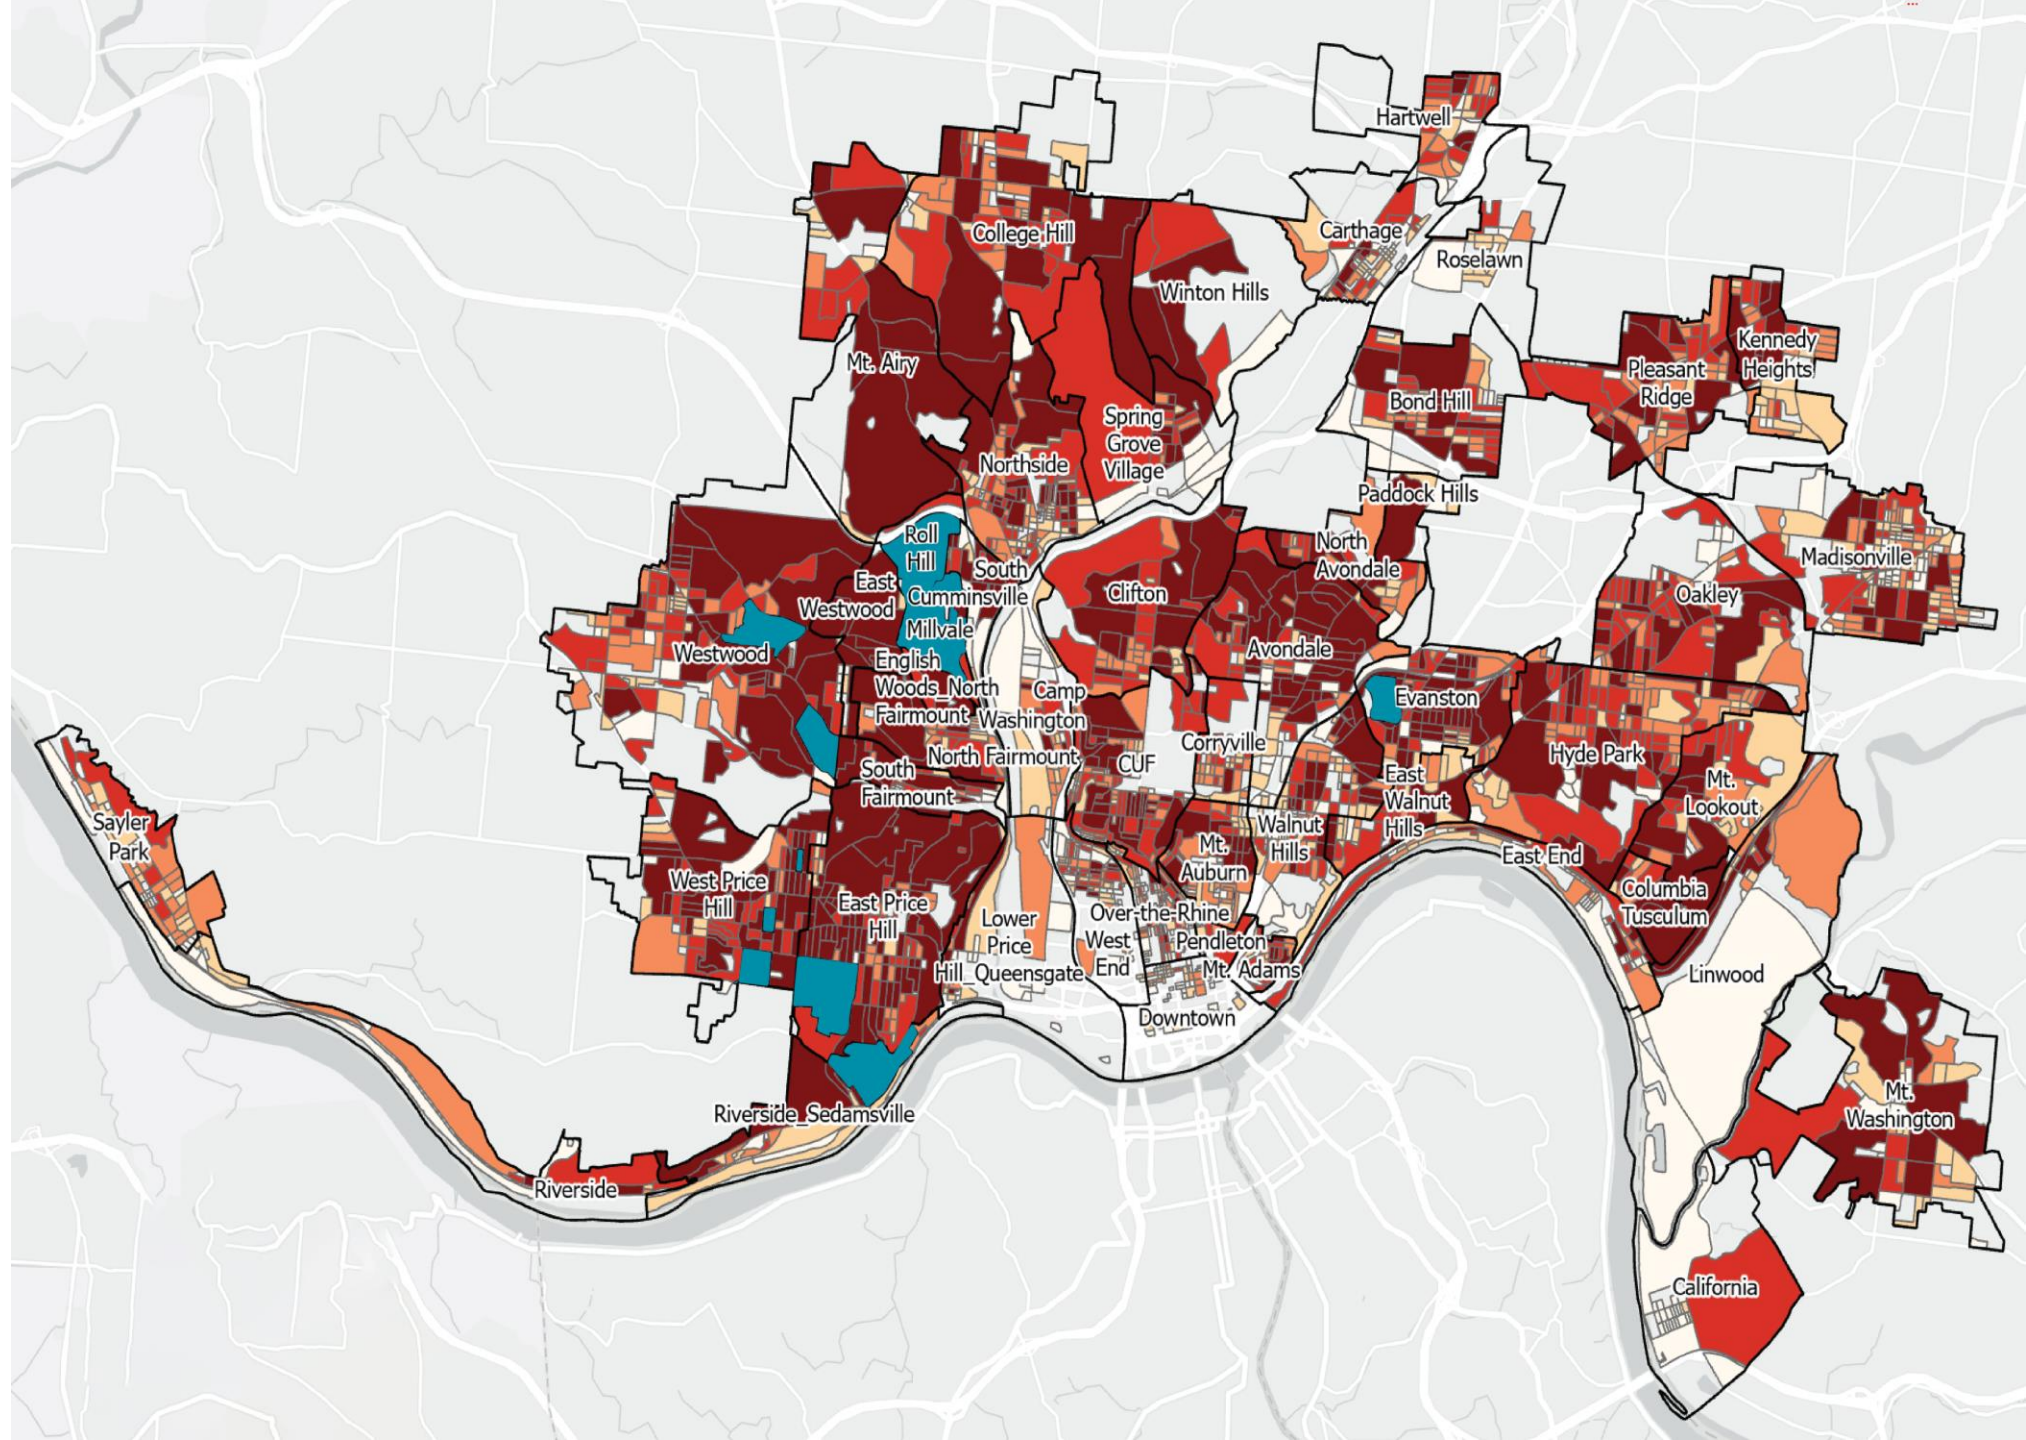 ...
Hartwell
College Hill
Carthage
Roselawn
Winton Hills
Mt. Airy
Kennedy
Heights
Pleasant
Ridge
Bond Hill
Spring
Grove
Village
Northside
Paddock Hills
Roll
Hill
North
Avondale
Madisonville
South
Cumminsville
East
Westwood
Clifton
Oakley
Millvale
Westwood
Avondale
English
Woods_North
Fairmount
Camp
Washington
Evanston
Corryville
North Fairmount
Hyde Park
CUF
South
Fairmount
East
Walnut
Hills
Mt.
Lookout
Sayler
Park
Walnut
Hills
Mt.
Auburn
East End
West Price
Hill
East Price
Hill
Columbia
Tusculum
Over-the-Rhine
Lower
Price
Hill_Queensgate
West
End
Pendleton
Mt. Adams
Linwood
Downtown
Mt.
Washington
Riverside_Sedamsville
Riverside
California